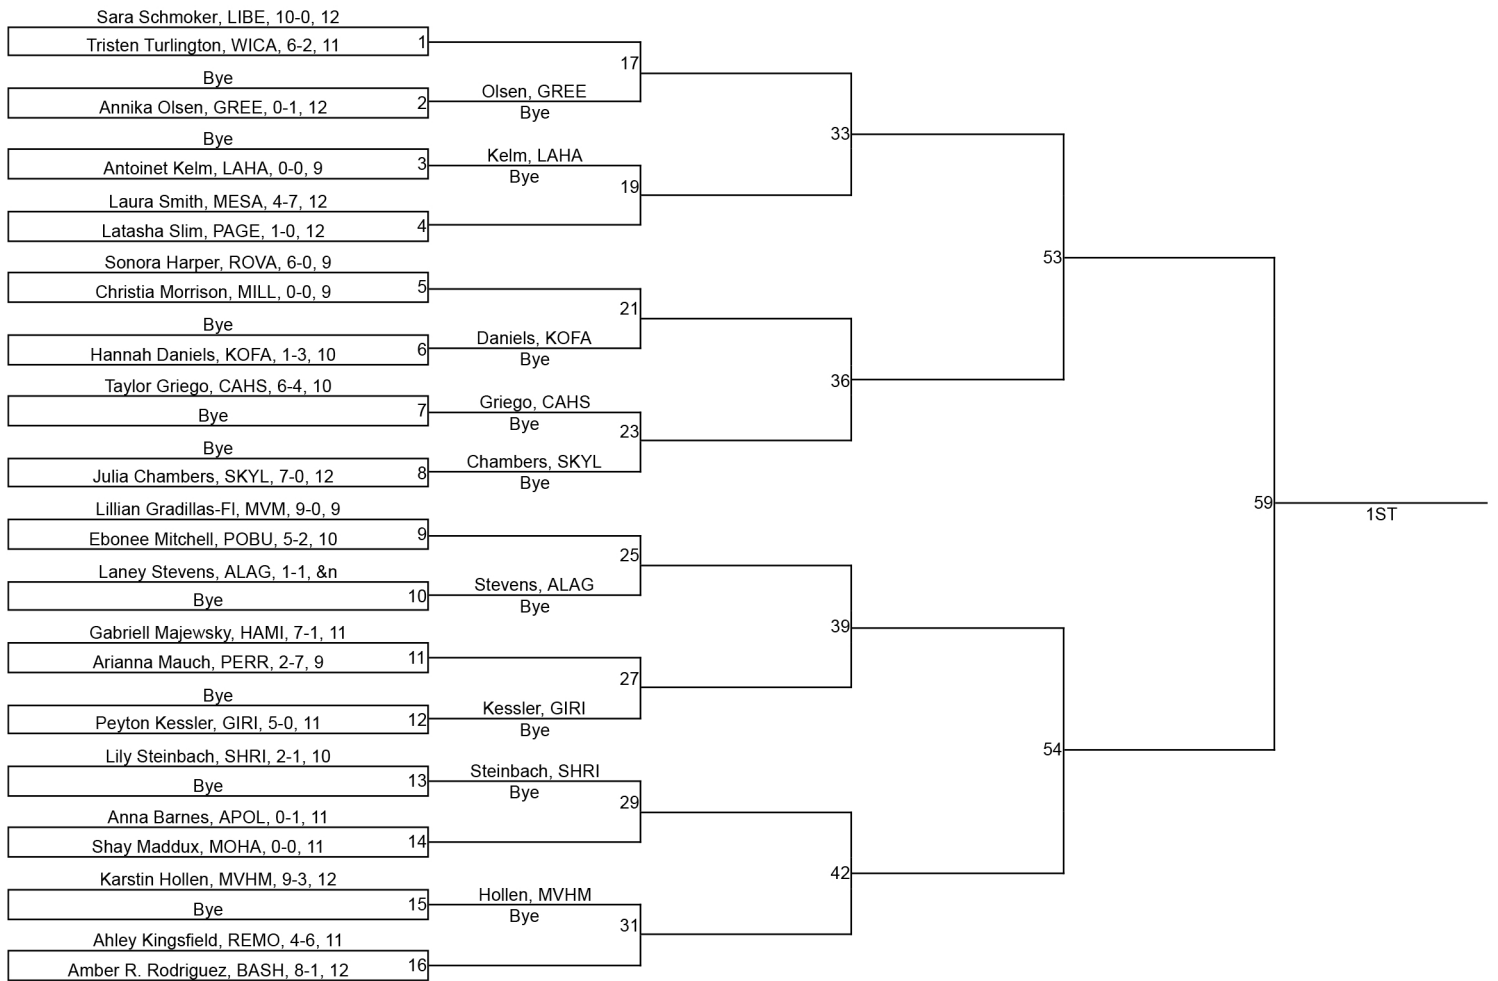 Sara Schmoker, LIBE, 10-0, 12
Tristen Turlington, WICA, 6-2, 11
1
17
Bye
Annika Olsen, GREE, 0-1, 12
2
Olsen, GREE
Bye
33
Bye
Antoinet Kelm, LAHA, 0-0, 9
3
Kelm, LAHA
Bye
19
Laura Smith, MESA, 4-7, 12
Latasha Slim, PAGE, 1-0, 12
4
53
Sonora Harper, ROVA, 6-0, 9
Christia Morrison, MILL, 0-0, 9
5
21
Bye
Hannah Daniels, KOFA, 1-3, 10
6
Daniels, KOFA
Bye
36
Taylor Griego, CAHS, 6-4, 10
Bye
7
Griego, CAHS
Bye
23
Bye
Julia Chambers, SKYL, 7-0, 12
8
Chambers, SKYL
Bye
59
1ST
Lillian Gradillas-Fl, MVM, 9-0, 9
Ebonee Mitchell, POBU, 5-2, 10
9
25
Laney Stevens, ALAG, 1-1, &n
Bye
10
Stevens, ALAG
Bye
39
Gabriell Majewsky, HAMI, 7-1, 11
Arianna Mauch, PERR, 2-7, 9
11
27
Bye
Peyton Kessler, GIRI, 5-0, 11
12
Kessler, GIRI
Bye
54
Lily Steinbach, SHRI, 2-1, 10
Bye
13
Steinbach, SHRI
Bye
29
Anna Barnes, APOL, 0-1, 11
Shay Maddux, MOHA, 0-0, 11
14
42
Karstin Hollen, MVHM, 9-3, 12
Bye
15
Hollen, MVHM
Bye
31
Ahley Kingsfield, REMO, 4-6, 11
Amber R. Rodriguez, BASH, 8-1, 12
16